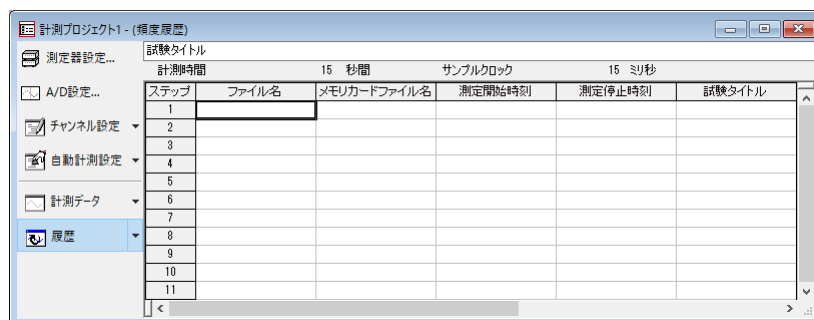 計測プロジェクト1 - (頻度履歴)
測定器設定...
A/D設定...
チャンネル設定
自動計測設定
計測データ
履歴
試験タイトル
計測時間 15 秒間 サンプルクロック 15 ミリ秒
ステップ ファイル名 メモリカードファイル名 測定開始時刻 測定停止時刻 試験タイトル
1
2
3
4
5
6
7
8
9
10
11